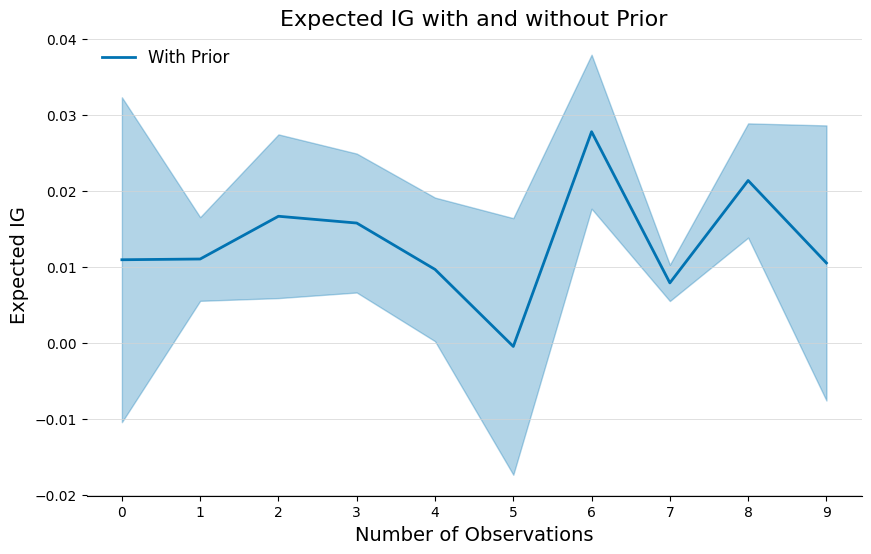 Expected IG with and without Prior
With Prior
Expected IG
0.04
0.03
0.02
0.01
0.00
−0.01
−0.02
0 1 2 3 4 5 6 7 8 9
Number of Observations